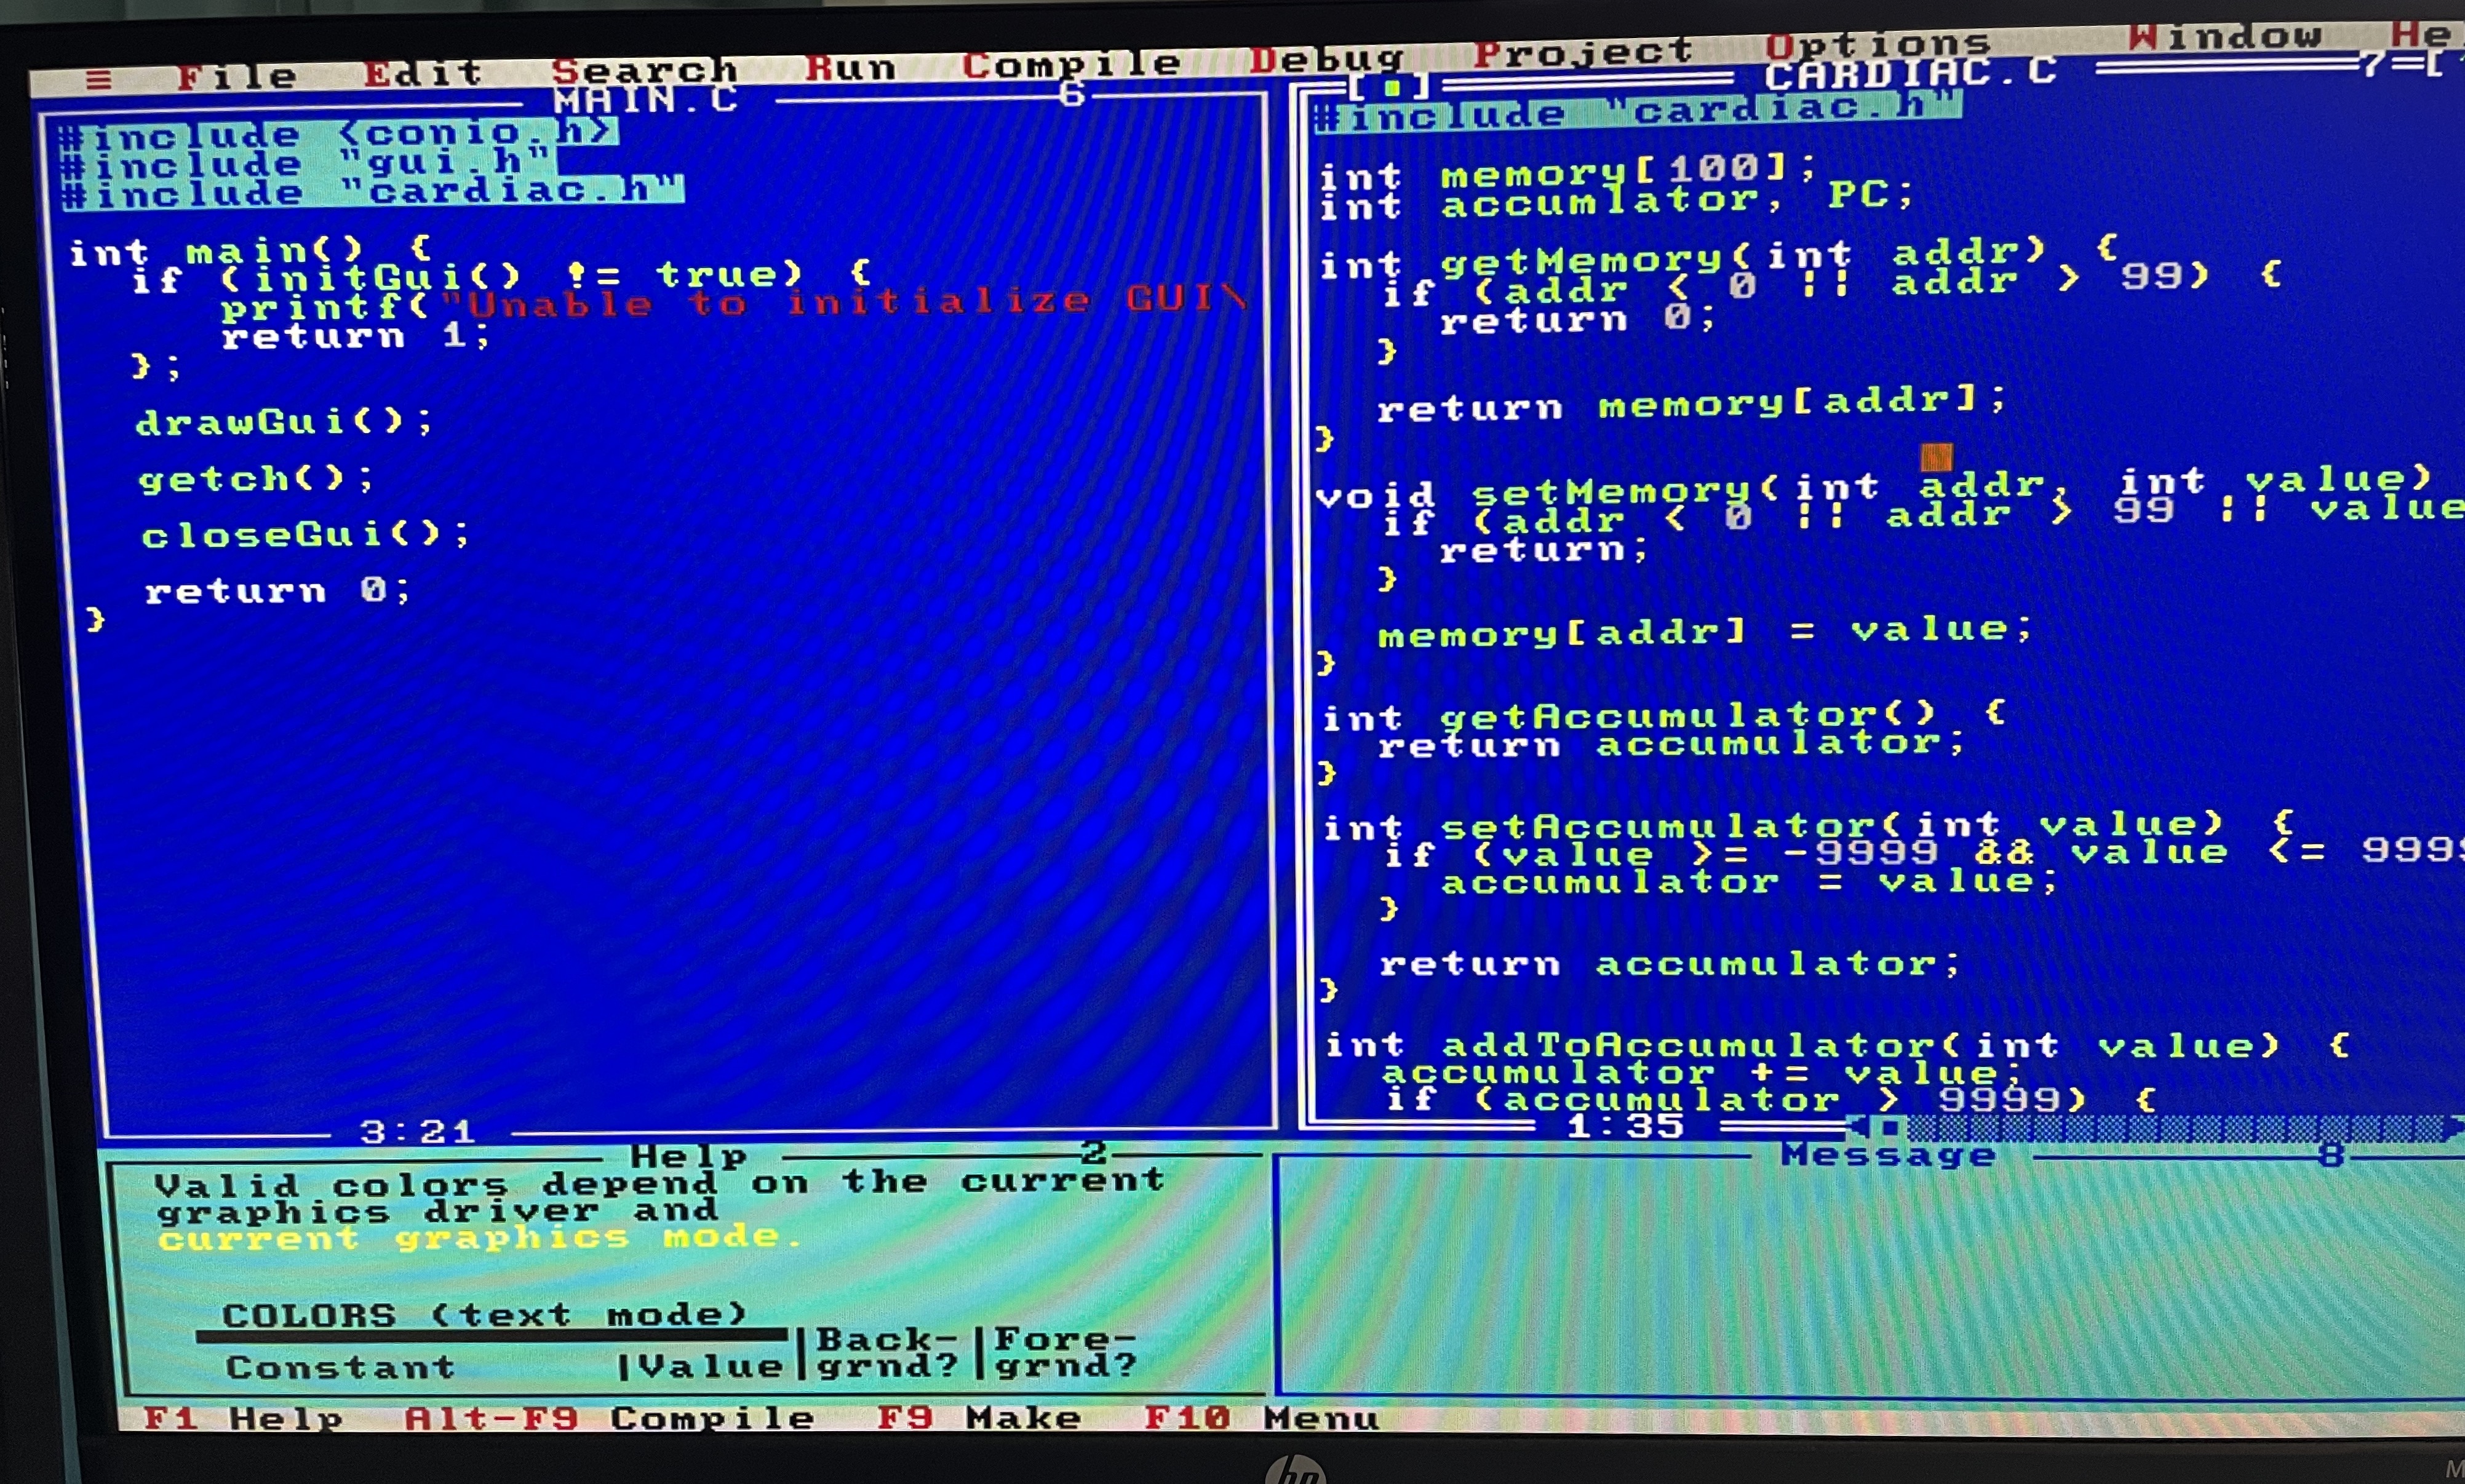 ≡ File Edit Search Run Compile Debug Project Options Window He
MAIN.C 6
#include <conio.h>
#include "gui.h"
#include "cardiac.h"
int main() {
if (initGui() != true) {
printf("Unable to initialize GUI\
return 1;
};
drawGui();
getch();
closeGui();
return 0;
}
3:21
[■] CARDIAC.C 7=[
#include "cardiac.h"
int memory[100];
int accumlator, PC;
int getMemory(int addr) {
if (addr < 0 || addr > 99) {
return 0;
}
return memory[addr];
}
void setMemory(int addr, int value)
if (addr < 0 || addr > 99 || value
return;
}
memory[addr] = value;
}
int getAccumulator() {
return accumulator;
}
int setAccumulator(int value) {
if (value >= -9999 && value <= 9999
accumulator = value;
}
return accumulator;
}
int addToAccumulator(int value) {
accumulator += value;
if (accumulator > 9999) {
1:35
Help 2
Valid colors depend on the current
graphics driver and
current graphics mode.
COLORS (text mode)
Back- | Fore-
Constant |Value | grnd? | grnd?
Message 8
F1 Help Alt-F9 Compile F9 Make F10 Menu
hp